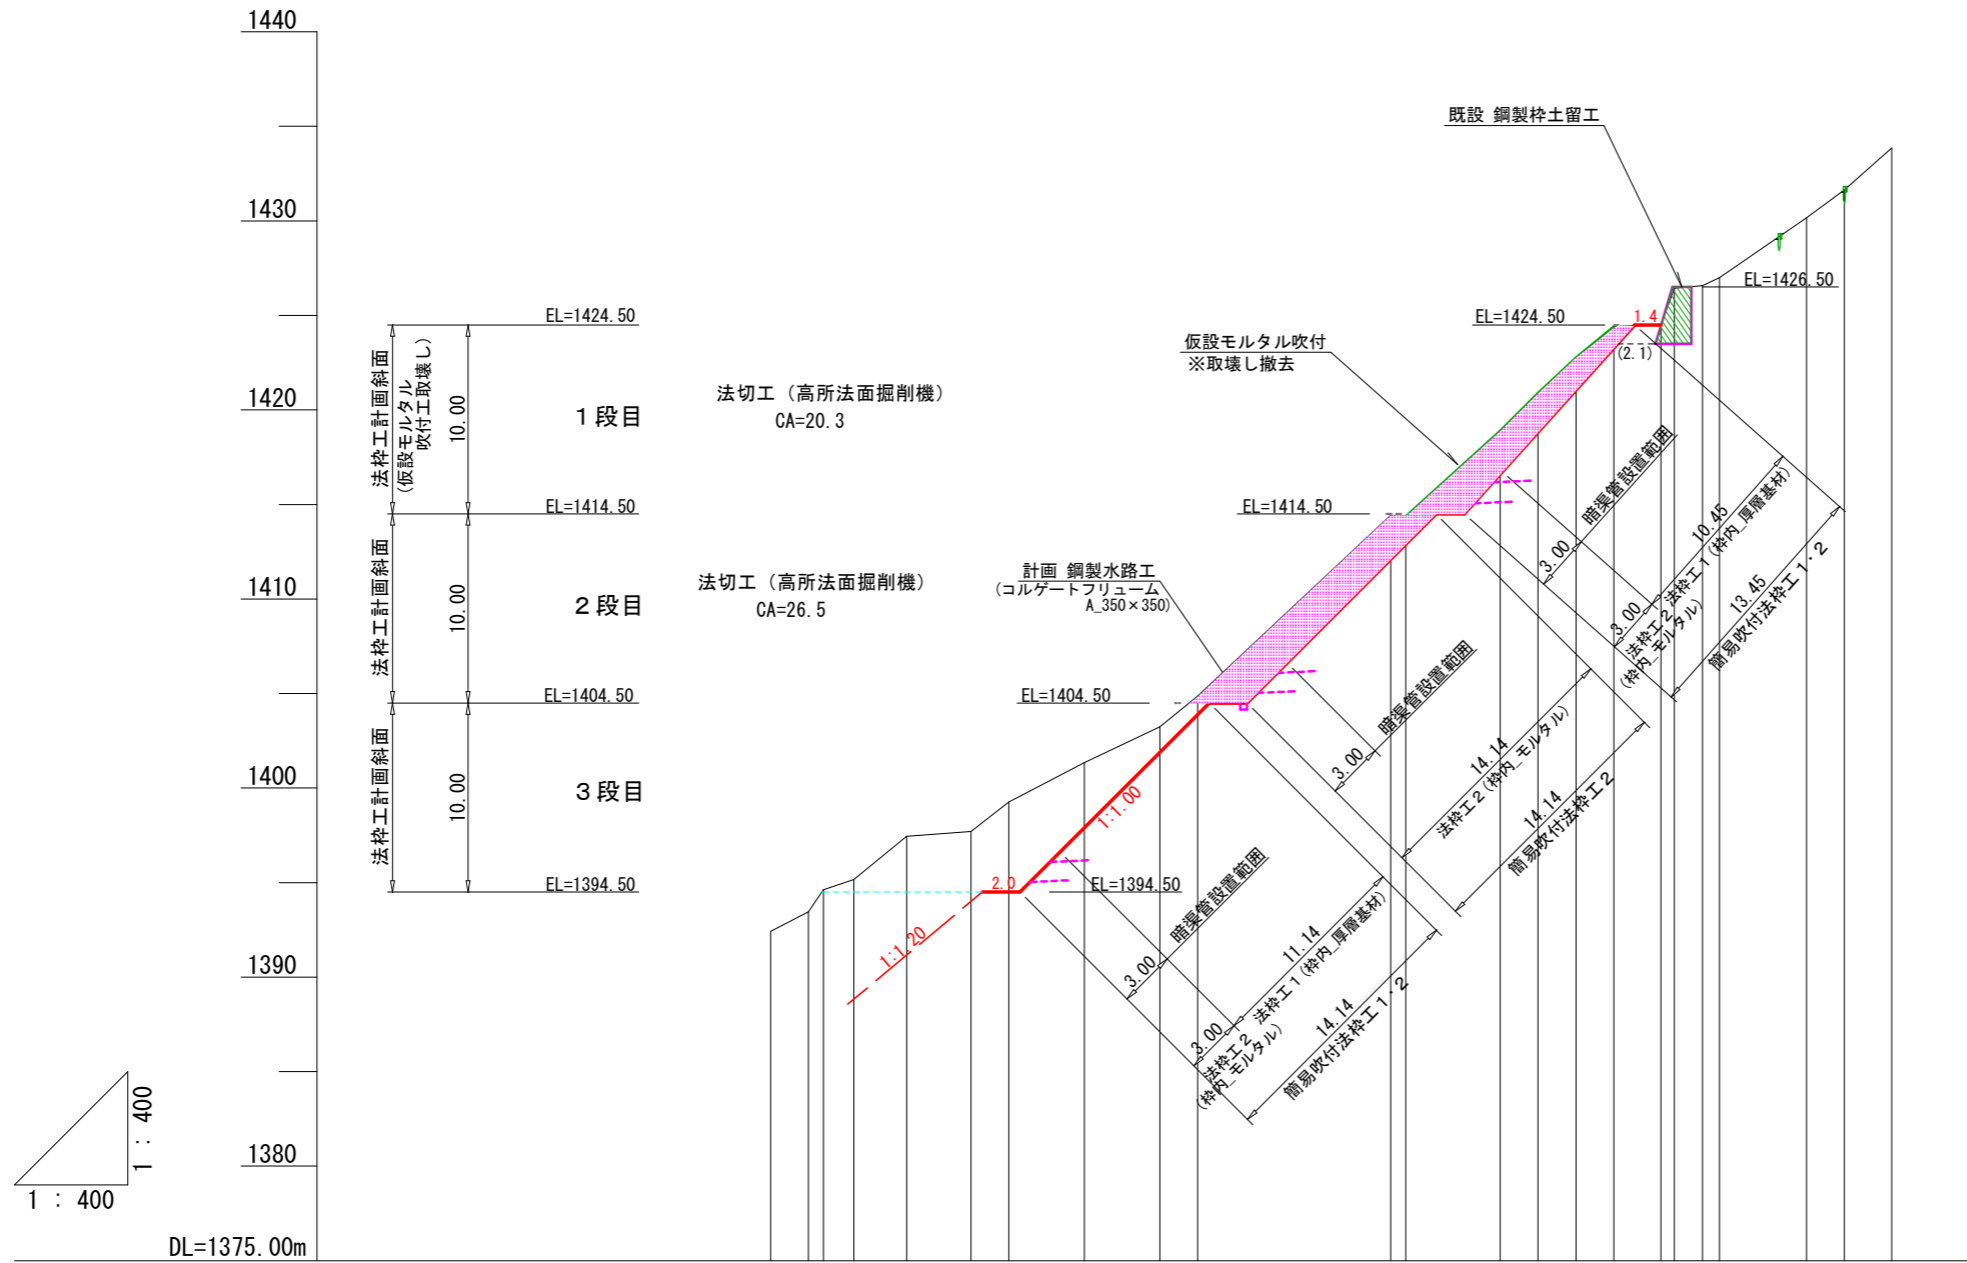 1440
1430
1420
1410
1400
1390
1380
DL=1375.00m
1 : 400
1 : 400
法枠工計画斜面
(仮設モルタル
吹付工取壊し)
10.00
法枠工計画斜面
10.00
法枠工計画斜面
10.00
EL=1424.50
1段目
EL=1414.50
2段目
EL=1404.50
3段目
EL=1394.50
法切工（高所法面掘削機）
CA=20.3
法切工（高所法面掘削機）
CA=26.5
既設 鋼製枠土留工
EL=1426.50
EL=1424.50
1.4
(2.1)
仮設モルタル吹付
※取壊し撤去
EL=1414.50
計画 鋼製水路工
(コルゲートフリューム
A_350×350)
EL=1404.50
1:1.00
2.0
EL=1394.50
1:1.20
暗渠管設置範囲
3.00
10.45
法枠工1(枠内_厚層基材)
3.00
法枠工2
(枠内_モルタル)
13.45
簡易吹付法枠工1・2
暗渠管設置範囲
3.00
14.14
法枠工2(枠内_モルタル)
14.14
簡易吹付法枠工2
暗渠管設置範囲
3.00
11.14
法枠工1(枠内_厚層基材)
3.00
法枠工2
(枠内_モルタル)
14.14
簡易吹付法枠工1・2